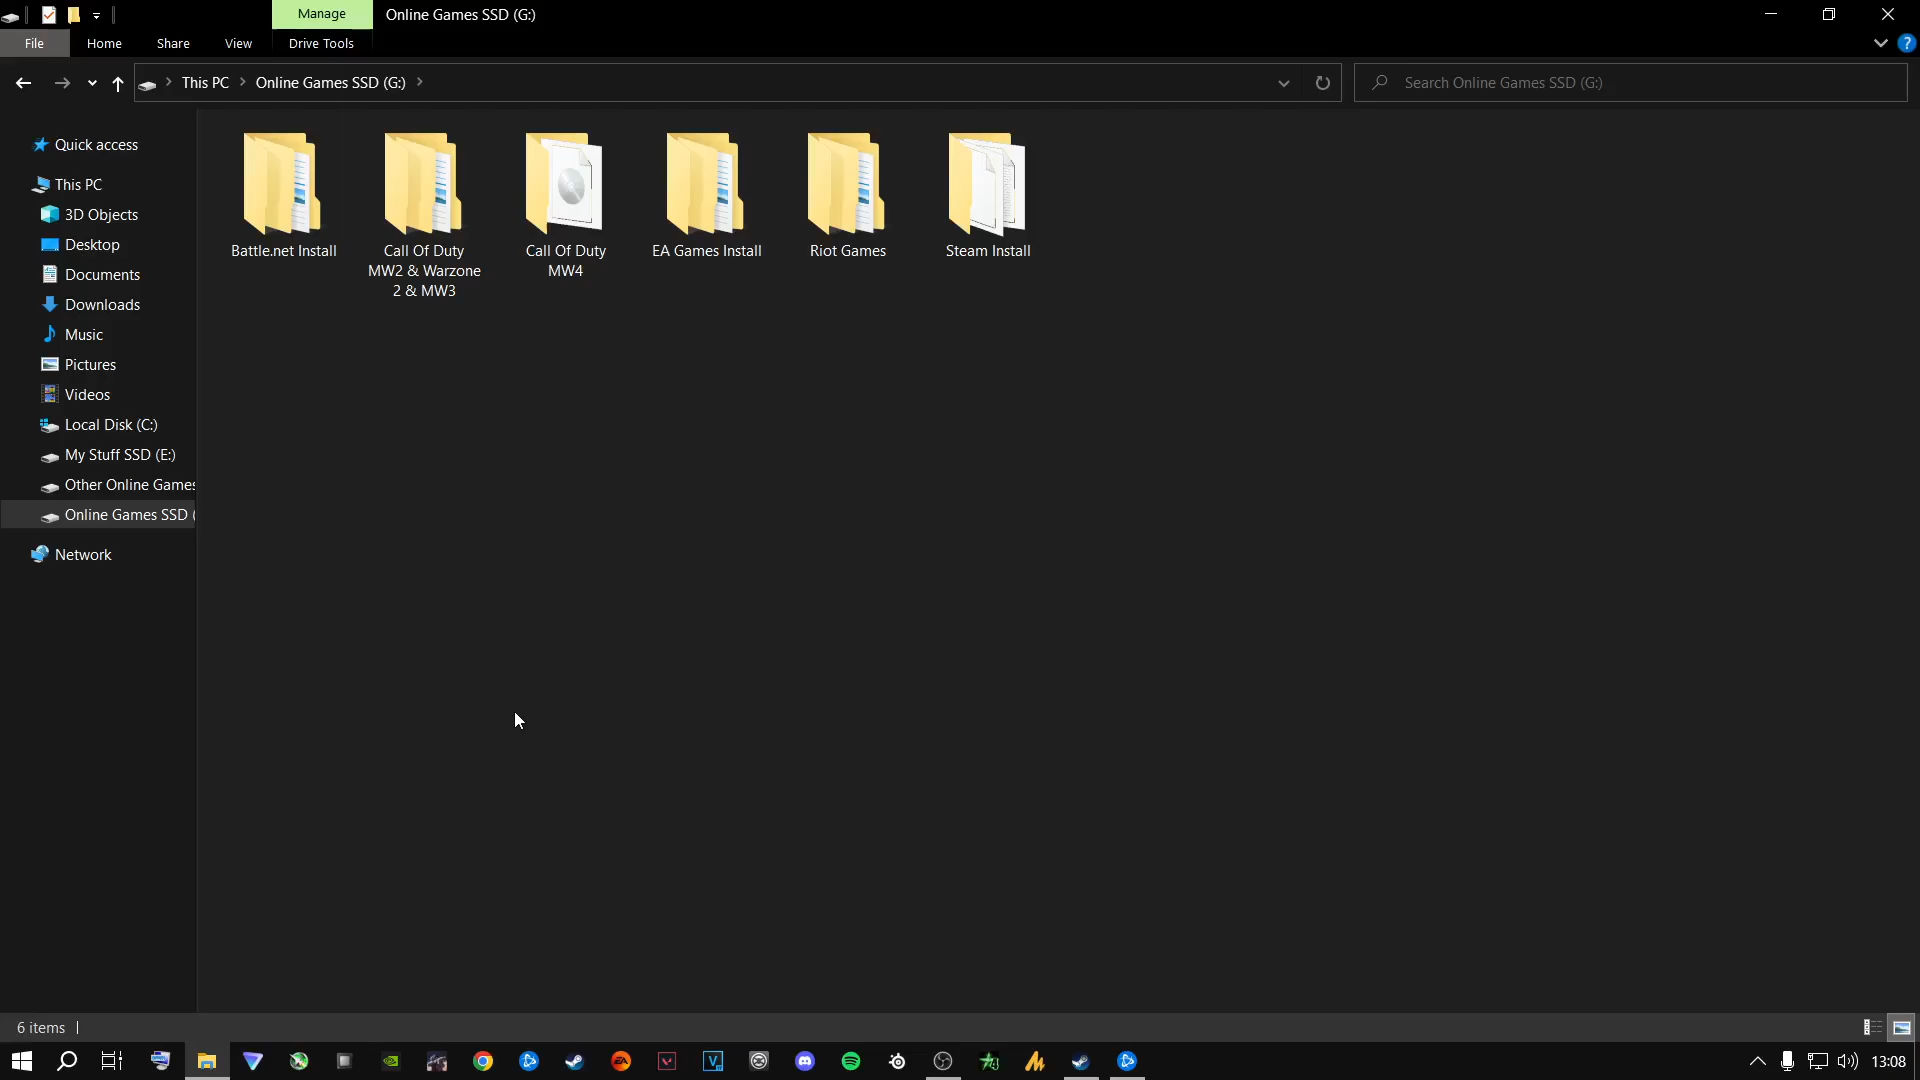 Manage
Online Games SSD (G:)
File
Home
Share
View
Drive Tools
This PC
Online Games SSD (G:)
Search Online Games SSD (G:)
Quick access
This PC
3D Objects
Desktop
Documents
Downloads
Music
Pictures
Videos
Local Disk (C:)
My Stuff SSD (E:)
Other Online Games
Online Games SSD (
Network
Battle.net Install
Call Of Duty
MW2 & Warzone
2 & MW3
Call Of Duty
MW4
EA Games Install
Riot Games
Steam Install
6 items
13:08